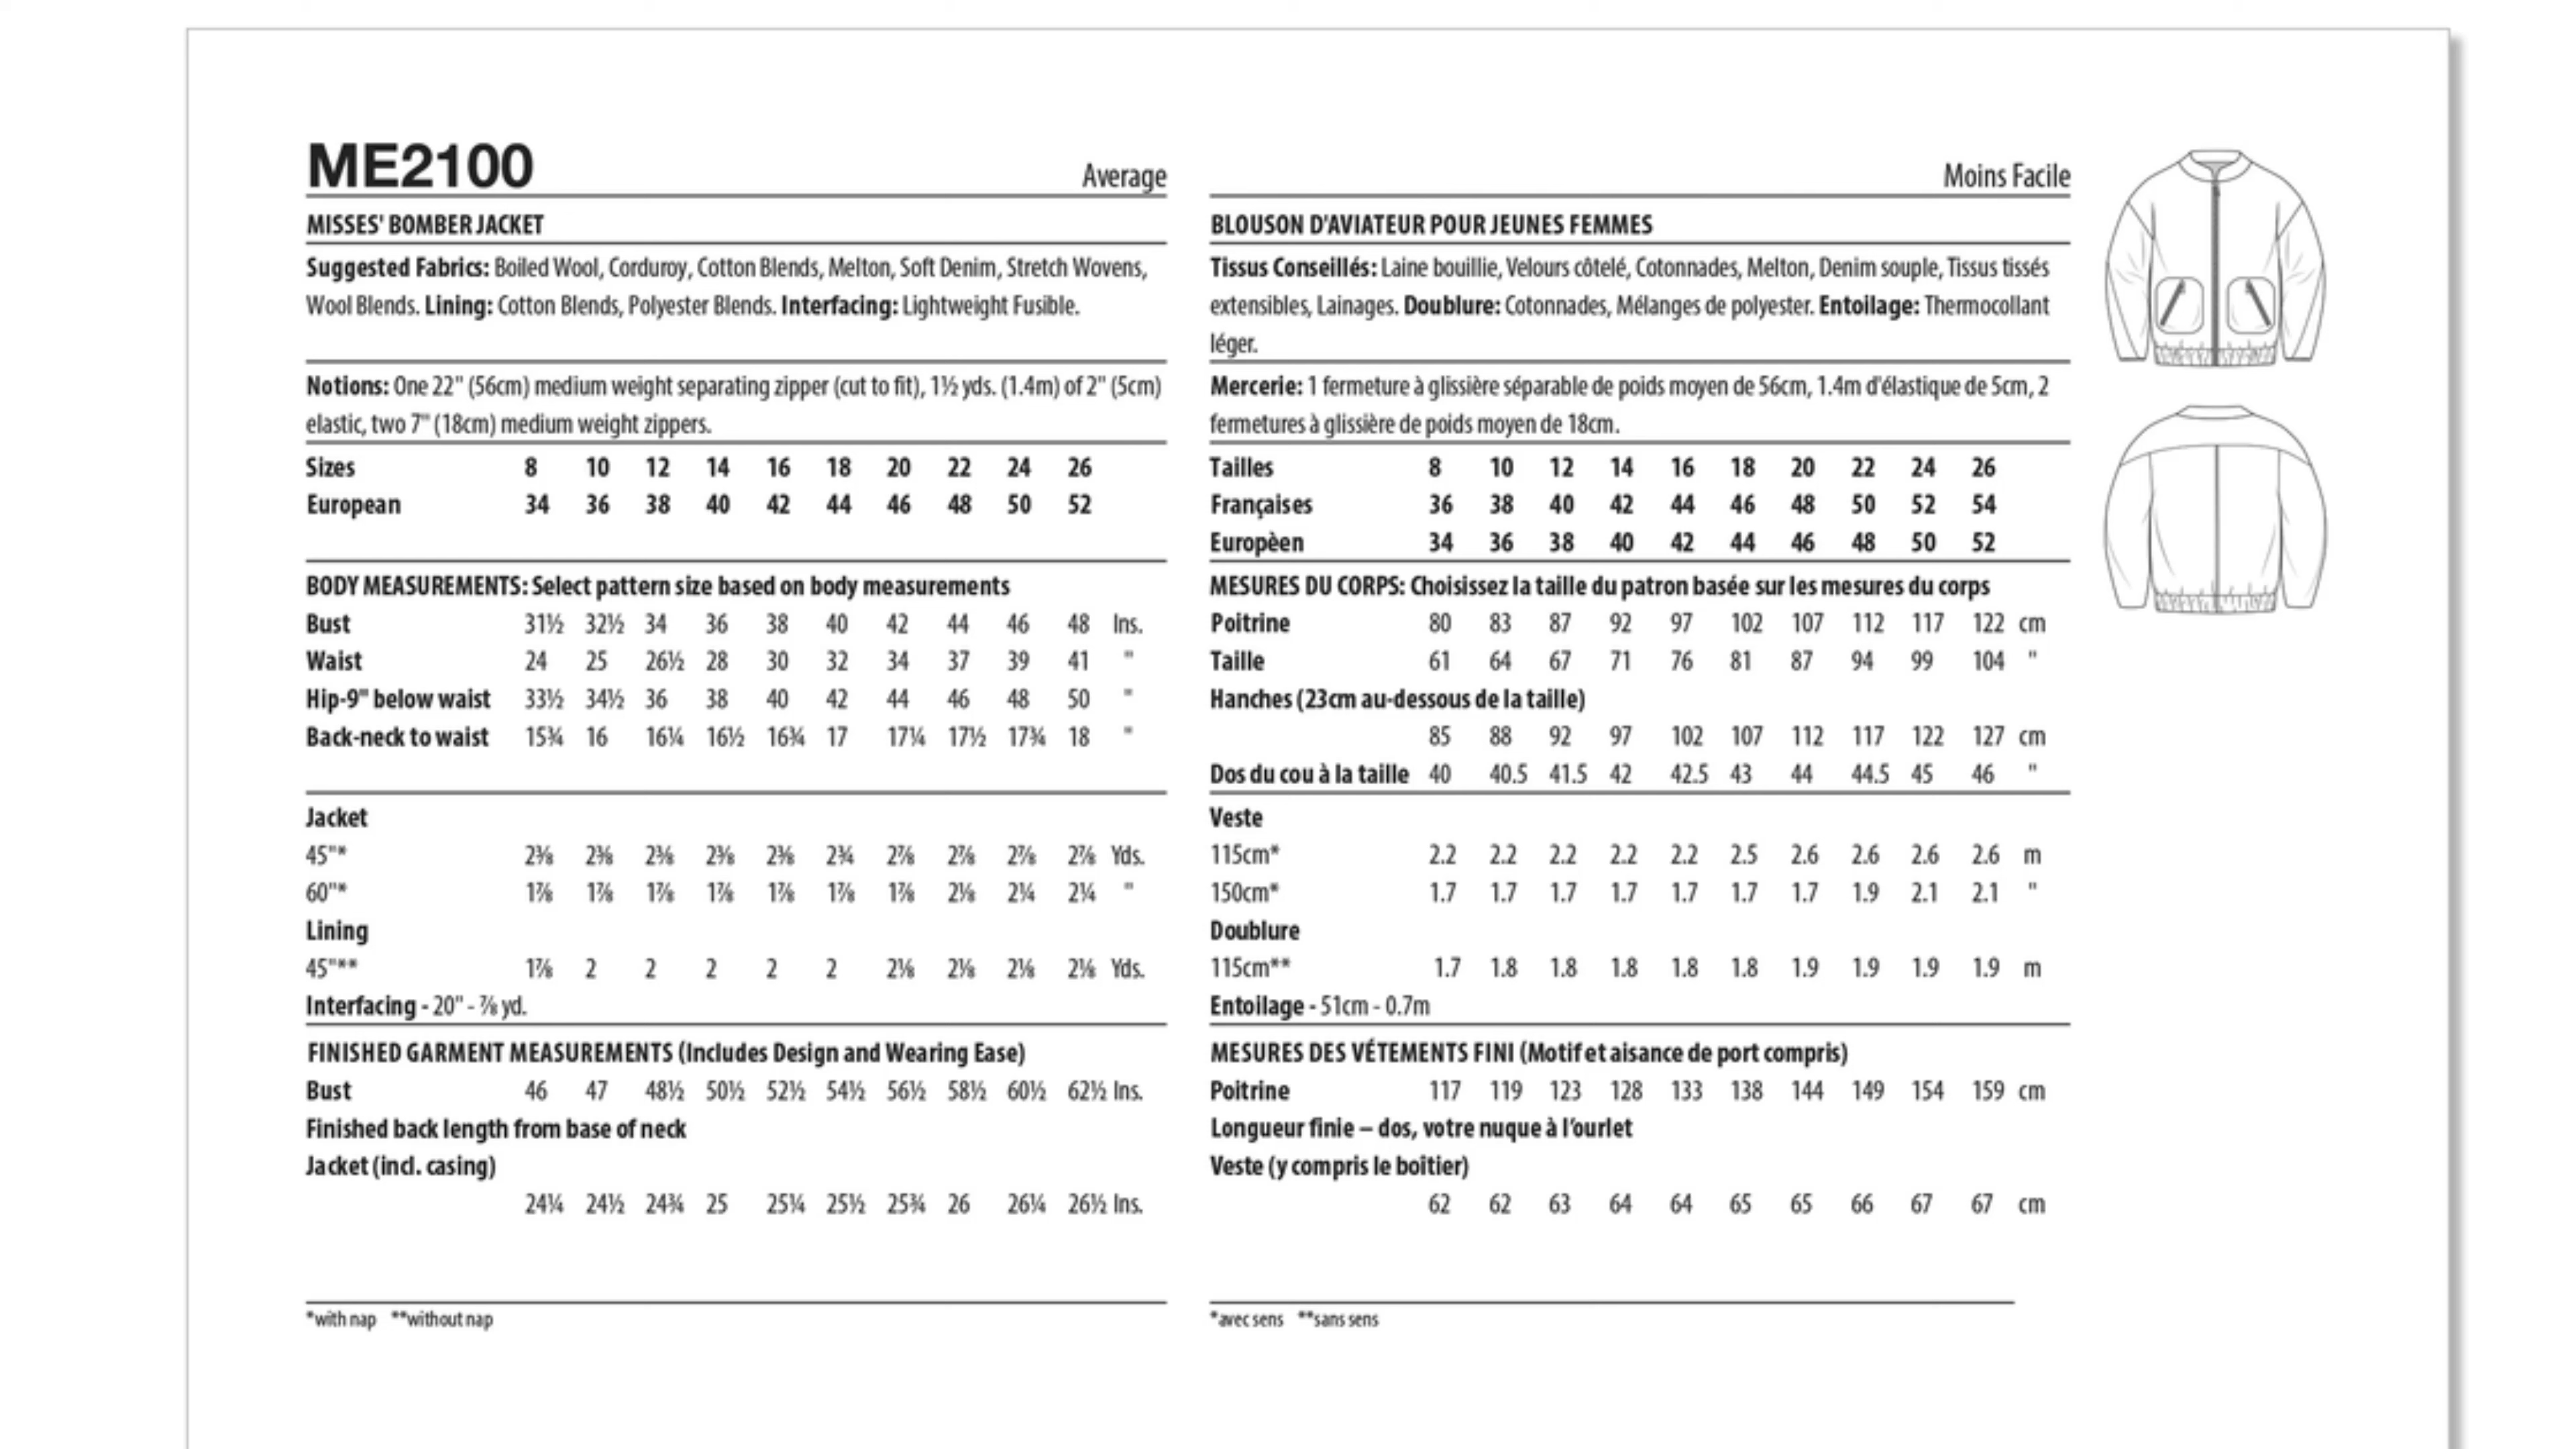 ME2100
Average
MISSES' BOMBER JACKET
Suggested Fabrics: Boiled Wool, Corduroy, Cotton Blends, Melton, Soft Denim, Stretch Wovens,
Wool Blends. Lining: Cotton Blends, Polyester Blends. Interfacing: Lightweight Fusible.
Notions: One 22" (56cm) medium weight separating zipper (cut to fit), 1½ yds. (1.4m) of 2" (5cm)
elastic, two 7" (18cm) medium weight zippers.
Sizes 8 10 12 14 16 18 20 22 24 26
European 34 36 38 40 42 44 46 48 50 52
BODY MEASUREMENTS: Select pattern size based on body measurements
Bust 31½ 32½ 34 36 38 40 42 44 46 48 Ins.
Waist 24 25 26½ 28 30 32 34 37 39 41 "
Hip-9" below waist 33½ 34½ 36 38 40 42 44 46 48 50 "
Back-neck to waist 15¾ 16 16¼ 16½ 16¾ 17 17¼ 17½ 17¾ 18 "
Jacket
45"* 2⅜ 2⅜ 2⅜ 2⅜ 2⅜ 2¾ 2⅞ 2⅞ 2⅞ 2⅞ Yds.
60"* 1⅞ 1⅞ 1⅞ 1⅞ 1⅞ 1⅞ 1⅞ 2⅛ 2¼ 2¼ "
Lining
45"** 1⅞ 2 2 2 2 2 2⅛ 2⅛ 2⅛ 2⅛ Yds.
Interfacing - 20" - ⅞ yd.
FINISHED GARMENT MEASUREMENTS (Includes Design and Wearing Ease)
Bust 46 47 48½ 50½ 52½ 54½ 56½ 58½ 60½ 62½ Ins.
Finished back length from base of neck
Jacket (incl. casing)
24¼ 24½ 24¾ 25 25¼ 25½ 25¾ 26 26¼ 26½ Ins.
*with nap **without nap
Moins Facile
BLOUSON D'AVIATEUR POUR JEUNES FEMMES
Tissus Conseillés: Laine bouillie, Velours côtelé, Cotonnades, Melton, Denim souple, Tissus tissés
extensibles, Lainages. Doublure: Cotonnades, Mélanges de polyester. Entoilage: Thermocollant
léger.
Mercerie: 1 fermeture à glissière séparable de poids moyen de 56cm, 1.4m d'élastique de 5cm, 2
fermetures à glissière de poids moyen de 18cm.
Tailles 8 10 12 14 16 18 20 22 24 26
Françaises 36 38 40 42 44 46 48 50 52 54
Europèen 34 36 38 40 42 44 46 48 50 52
MESURES DU CORPS: Choisissez la taille du patron basée sur les mesures du corps
Poitrine 80 83 87 92 97 102 107 112 117 122 cm
Taille 61 64 67 71 76 81 87 94 99 104 "
Hanches (23cm au-dessous de la taille)
85 88 92 97 102 107 112 117 122 127 cm
Dos du cou à la taille 40 40.5 41.5 42 42.5 43 44 44.5 45 46 "
Veste
115cm* 2.2 2.2 2.2 2.2 2.2 2.5 2.6 2.6 2.6 2.6 m
150cm* 1.7 1.7 1.7 1.7 1.7 1.7 1.7 1.9 2.1 2.1 "
Doublure
115cm** 1.7 1.8 1.8 1.8 1.8 1.8 1.9 1.9 1.9 1.9 m
Entoilage - 51cm - 0.7m
MESURES DES VÉTEMENTS FINI (Motif et aisance de port compris)
Poitrine 117 119 123 128 133 138 144 149 154 159 cm
Longueur finie – dos, votre nuque à l'ourlet
Veste (y compris le boîtier)
62 62 63 64 64 65 65 66 67 67 cm
*avec sens **sans sens